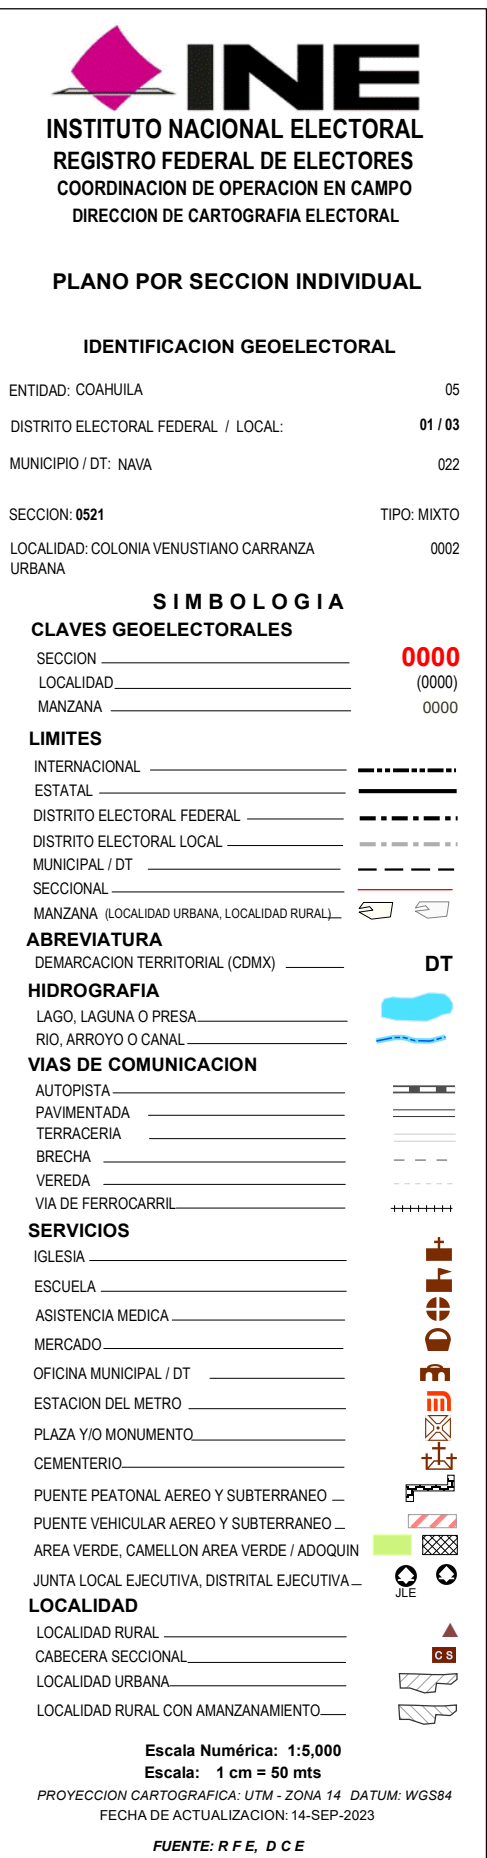 INE
INSTITUTO NACIONAL ELECTORAL
REGISTRO FEDERAL DE ELECTORES
COORDINACION DE OPERACION EN CAMPO
DIRECCION DE CARTOGRAFIA ELECTORAL
PLANO POR SECCION INDIVIDUAL
IDENTIFICACION GEOELECTORAL
ENTIDAD: COAHUILA 05
DISTRITO ELECTORAL FEDERAL / LOCAL: 01 / 03
MUNICIPIO / DT: NAVA 022
SECCION: 0521 TIPO: MIXTO
LOCALIDAD: COLONIA VENUSTIANO CARRANZA 0002
URBANA
SIMBOLOGIA
CLAVES GEOELECTORALES
SECCION 0000
LOCALIDAD (0000)
MANZANA 0000
LIMITES
INTERNACIONAL
ESTATAL
DISTRITO ELECTORAL FEDERAL
DISTRITO ELECTORAL LOCAL
MUNICIPAL / DT
SECCIONAL
MANZANA (LOCALIDAD URBANA, LOCALIDAD RURAL)
ABREVIATURA
DEMARCACION TERRITORIAL (CDMX) DT
HIDROGRAFIA
LAGO, LAGUNA O PRESA
RIO, ARROYO O CANAL
VIAS DE COMUNICACION
AUTOPISTA
PAVIMENTADA
TERRACERIA
BRECHA
VEREDA
VIA DE FERROCARRIL
SERVICIOS
IGLESIA
ESCUELA
ASISTENCIA MEDICA
MERCADO
OFICINA MUNICIPAL / DT
ESTACION DEL METRO
PLAZA Y/O MONUMENTO
CEMENTERIO
PUENTE PEATONAL AEREO Y SUBTERRANEO
PUENTE VEHICULAR AEREO Y SUBTERRANEO
AREA VERDE, CAMELLON AREA VERDE / ADOQUIN
JUNTA LOCAL EJECUTIVA, DISTRITAL EJECUTIVA JLE
LOCALIDAD
LOCALIDAD RURAL
CABECERA SECCIONAL C S
LOCALIDAD URBANA
LOCALIDAD RURAL CON AMANZANAMIENTO
Escala Numérica: 1:5,000
Escala: 1 cm = 50 mts
PROYECCION CARTOGRAFICA: UTM - ZONA 14 DATUM: WGS84
FECHA DE ACTUALIZACION: 14-SEP-2023
FUENTE: R F E, D C E